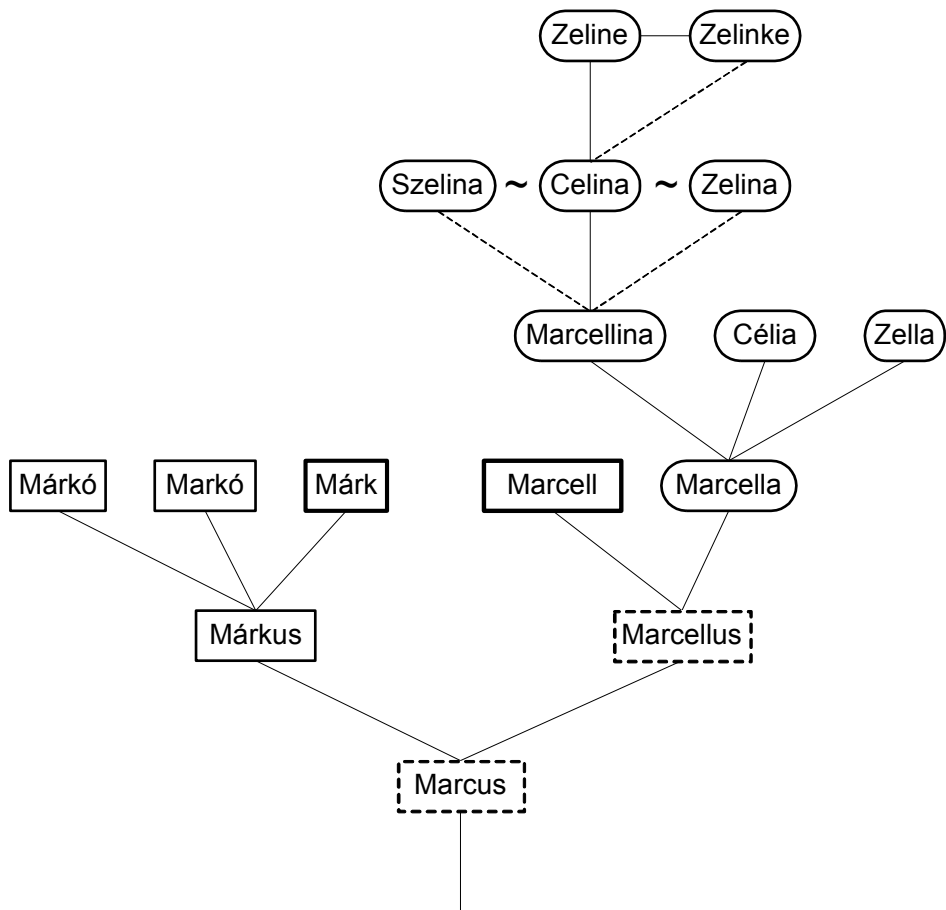 Zeline Zelinke
Szelina ~ Celina ~ Zelina
Marcellina Célia Zella
Márkó Markó Márk Marcell Marcella
Márkus Marcellus
Marcus